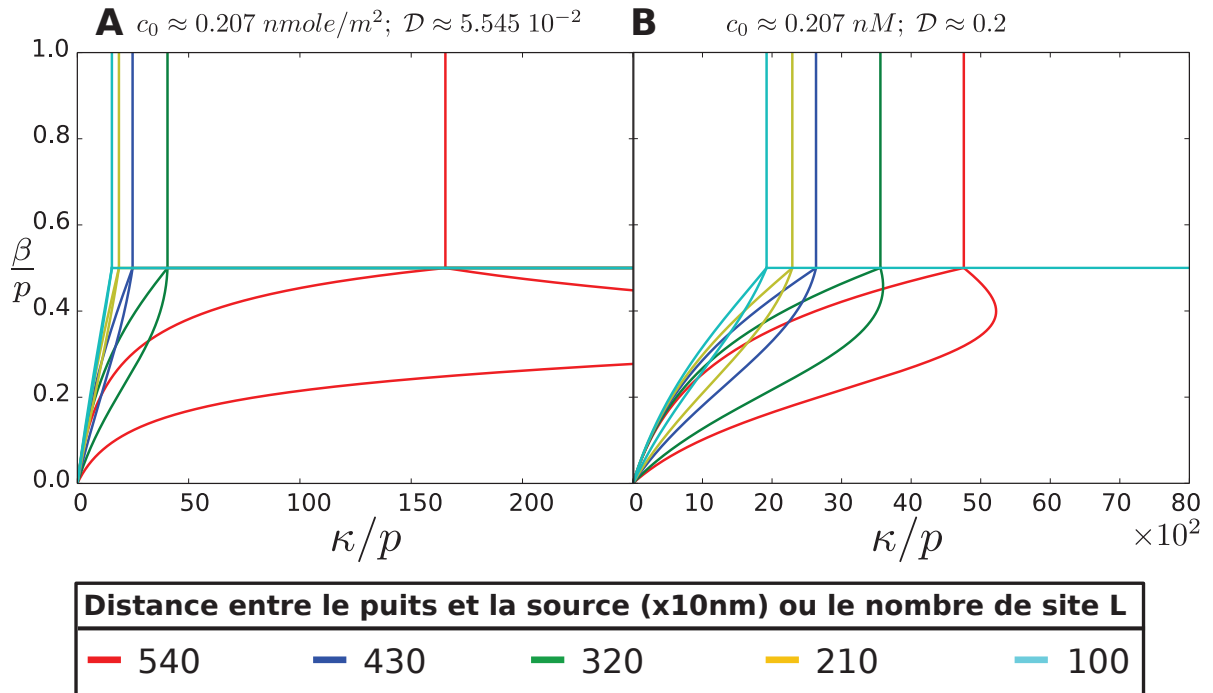 A c₀ ≈ 0.207 nmole/m²; 𝒟 ≈ 5.545 10⁻²
B c₀ ≈ 0.207 nM; 𝒟 ≈ 0.2
1.0
0.8
0.6
0.4
0.2
0.0
β/p
0 50 100 150 200
κ/p
0 10 20 30 40 50 60 70 80
κ/p
×10²
Distance entre le puits et la source (x10nm) ou le nombre de site L
540 430 320 210 100